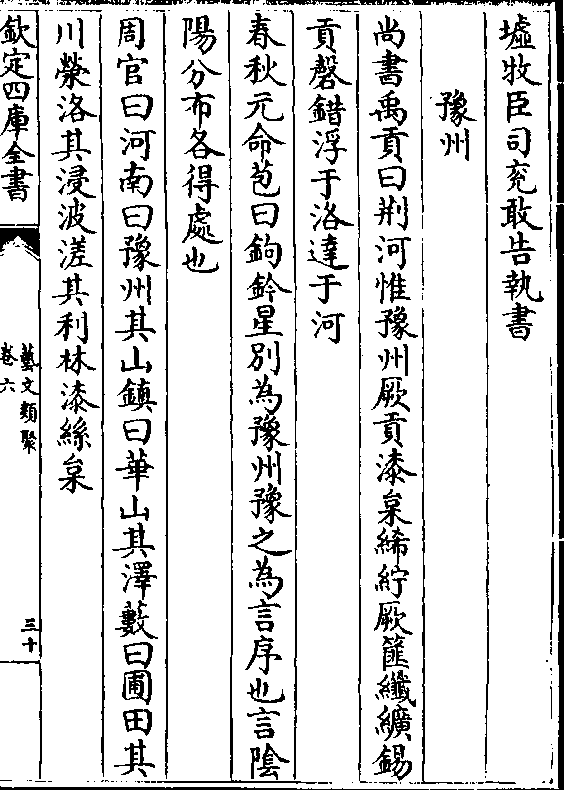 墟牧臣司兖敢告執書
豫州
尚書禹貢曰荆河惟豫州厥貢漆枲絺紵厥篚纖纊錫
貢磬錯浮于洛達于河
春秋元命苞曰鉤鈐星別為豫州豫之為言序也言陰
陽分布各得處也
周官曰河南曰豫州其山鎮曰華山其澤藪曰圃田其
川滎洛其浸波溠其利林漆絲枲
欽定四庫全書
藝文類聚
卷六
三十